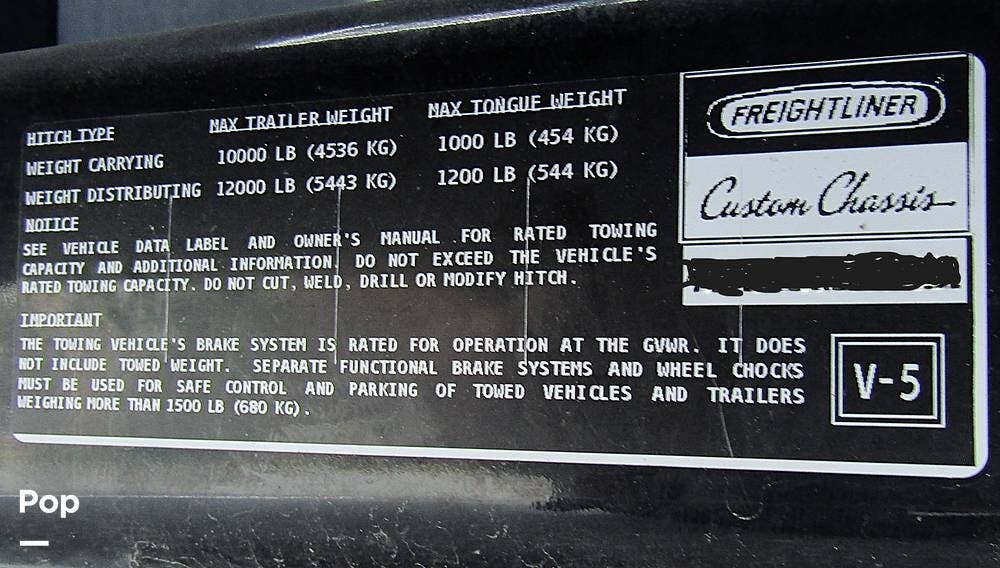 HITCH TYPE MAX TRAILER WEIGHT MAX TONGUE WEIGHT
WEIGHT CARRYING 10000 LB (4536 KG) 1000 LB (454 KG)
WEIGHT DISTRIBUTING 12000 LB (5443 KG) 1200 LB (544 KG)
NOTICE
SEE VEHICLE DATA LABEL AND OWNER'S MANUAL FOR RATED TOWING
CAPACITY AND ADDITIONAL INFORMATION. DO NOT EXCEED THE VEHICLE'S
RATED TOWING CAPACITY. DO NOT CUT, WELD, DRILL OR MODIFY HITCH.
IMPORTANT
THE TOWING VEHICLE'S BRAKE SYSTEM IS RATED FOR OPERATION AT THE GVWR. IT DOES
NOT INCLUDE TOWED WEIGHT. SEPARATE FUNCTIONAL BRAKE SYSTEMS AND WHEEL CHOCKS
MUST BE USED FOR SAFE CONTROL AND PARKING OF TOWED VEHICLES AND TRAILERS
WEIGHING MORE THAN 1500 LB (680 KG).
FREIGHTLINER
Custom Chassis
V-5
Pop